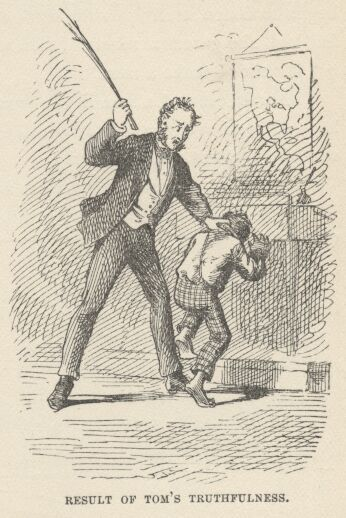 RESULT OF TOM'S TRUTHFULNESS.